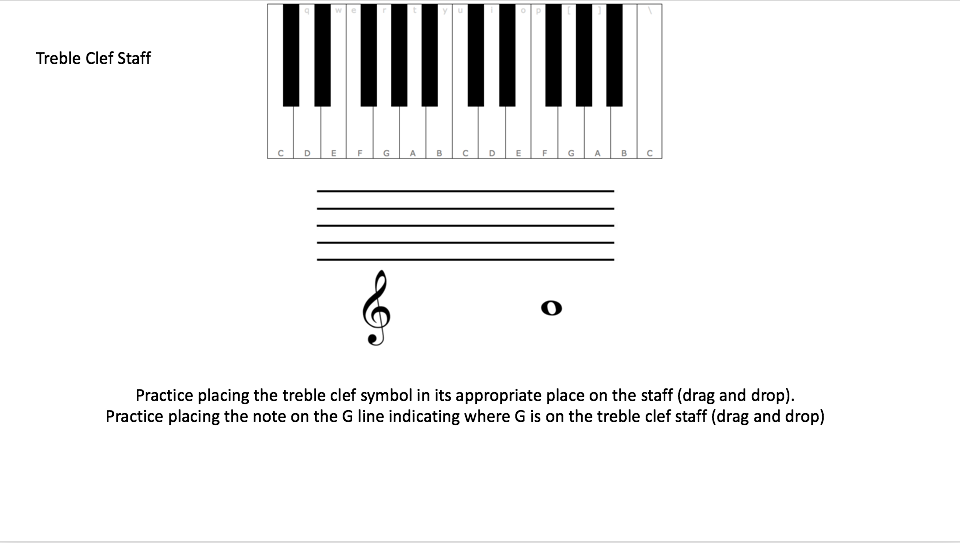 q w e r t y u i o p [ ] \
Treble Clef Staff
C D E F G A B C D E F G A B C
Practice placing the treble clef symbol in its appropriate place on the staff (drag and drop).
Practice placing the note on the G line indicating where G is on the treble clef staff (drag and drop)